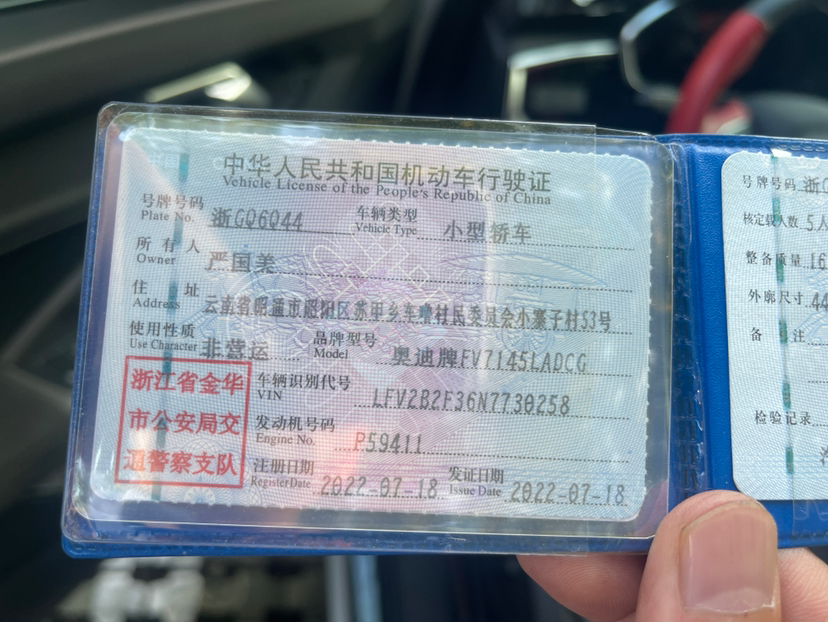 中华人民共和国机动车行驶证
Vehicle License of the People's Republic of China
号牌号码 浙GQ6Q44 车辆类型 小型轿车
Plate No. Vehicle Type
所有人 严国美
Owner
住址 云南省昭通市昭阳区苏甲乡车噜村民委员会小寨子村53号
Address
使用性质 非营运 品牌型号 奥迪牌FV7145LADCG
Use Character Model
浙江省金华
市公安局交
通警察支队
车辆识别代号 LFV2B2F36N7730258
VIN
发动机号码 P59411
Engine No.
注册日期 2022-07-18 发证日期 2022-07-18
Register Date Issue Date
号牌号码 浙
核定载人数 5人
整备质量 16
外廓尺寸 44
备注
检验记录